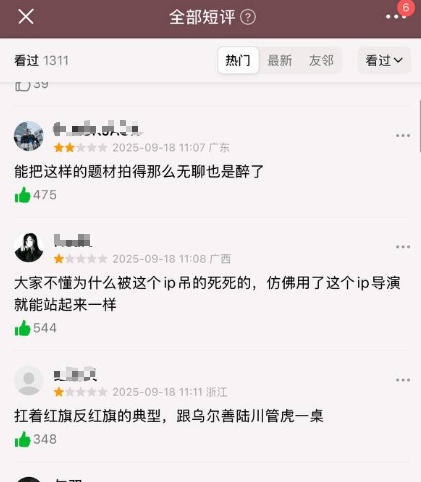 6
全部短评?
看过 1311
热门 最新 友邻
看过
39
2025-09-18 11:07 广东
能把这样的题材拍得那么无聊也是醉了
475
2025-09-18 11:08 广西
大家不懂为什么被这个ip吊的死死的，仿佛用了这个ip导演
就能站起来一样
544
2025-09-18 11:11 浙江
扛着红旗反红旗的典型，跟乌尔善陆川管虎一桌
348